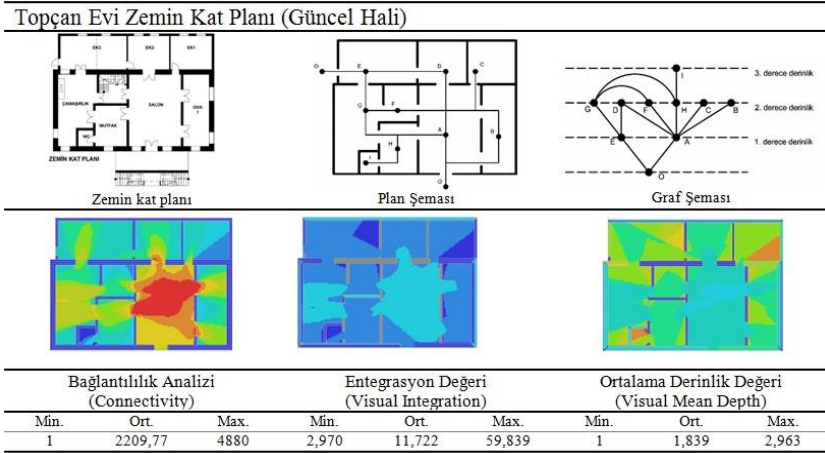 Topçan Evi Zemin Kat Planı (Güncel Hali)
EK3 EK2 EK1
ÇAMAŞIRLIK SALON ODA 1
MUTFAK
WC
ZEMİN KAT PLANI
O E D C
G F
A B
H
I
O
I 3. derece derinlik
G D F H C B 2. derece derinlik
E A 1. derece derinlik
O
Zemin kat planı Plan Şeması Graf Şeması
Bağlantılılık Analizi Entegrasyon Değeri Ortalama Derinlik Değeri
(Connectivity) (Visual Integration) (Visual Mean Depth)
Min. Ort. Max. Min. Ort. Max. Min. Ort. Max.
1 2209,77 4880 2,970 11,722 59,839 1 1,839 2,963